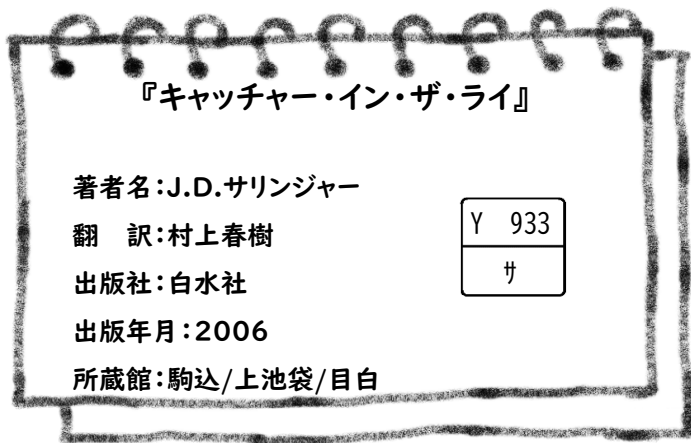 『キャッチャー・イン・ザ・ライ』
著者名:J.D.サリンジャー
翻　訳:村上春樹
出版社:白水社
出版年月:2006
所蔵館:駒込/上池袋/目白
Y 933
サ